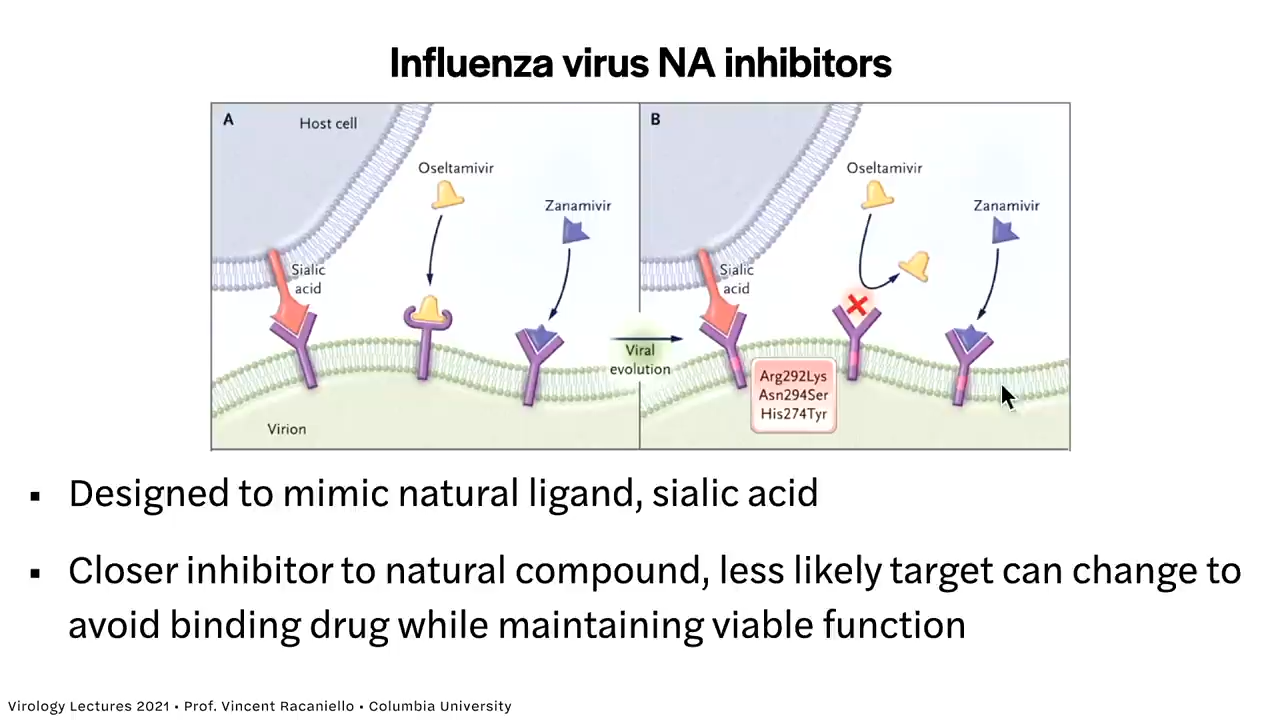 Influenza virus NA inhibitors
A
Host cell
Oseltamivir
Zanamivir
Sialic
acid
Virion
Viral
evolution
B
Oseltamivir
Zanamivir
Sialic
acid
Arg292Lys
Asn294Ser
His274Tyr
▪ Designed to mimic natural ligand, sialic acid
▪ Closer inhibitor to natural compound, less likely target can change to
avoid binding drug while maintaining viable function
Virology Lectures 2021 • Prof. Vincent Racaniello • Columbia University